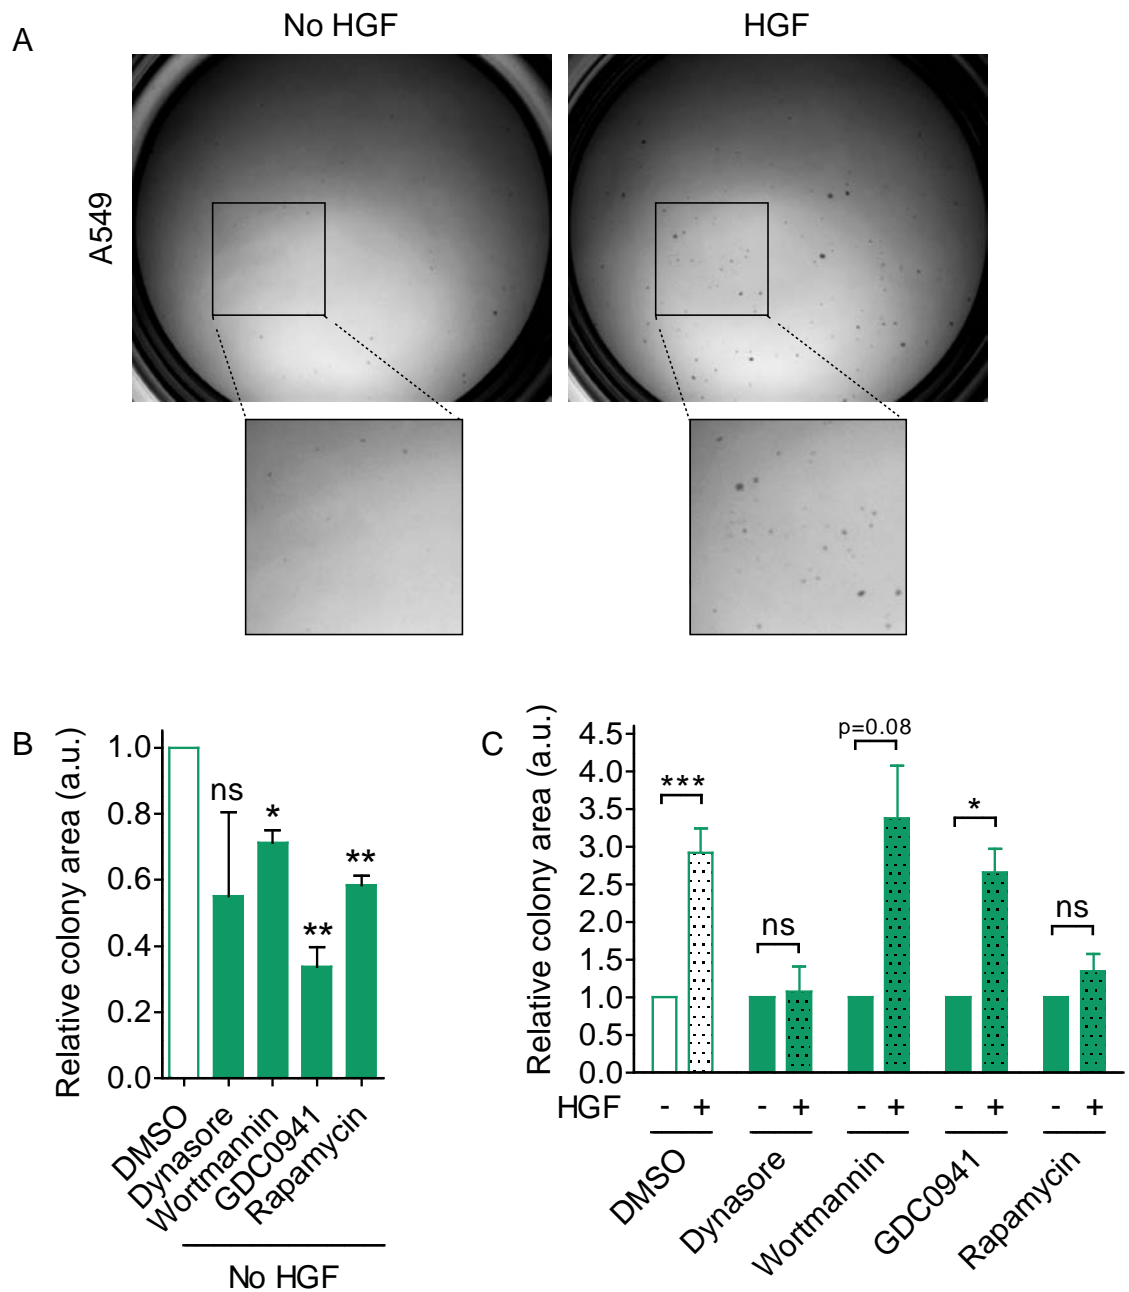 A
No HGF
HGF
A549
B
Relative colony area (a.u.)
1.0
0.8
0.6
0.4
0.2
0.0
ns
*
**
**
DMSO
Dynasore
Wortmannin
GDC0941
Rapamycin
No HGF
C
Relative colony area (a.u.)
4.5
4.0
3.5
3.0
2.5
2.0
1.5
1.0
0.5
0.0
***
ns
p=0.08
*
ns
HGF - + - + - + - + - +
DMSO
Dynasore
Wortmannin
GDC0941
Rapamycin